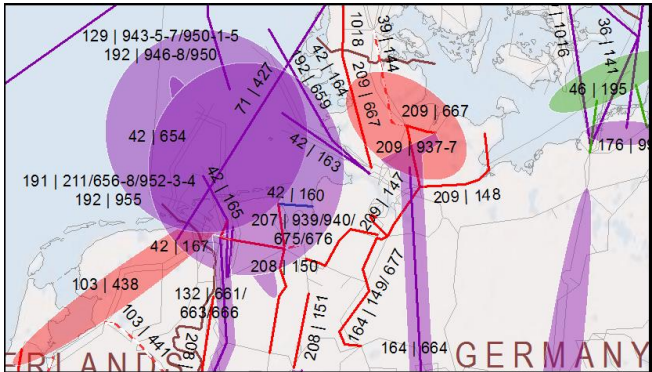 129 | 943-5-7/950-1-5
192 | 946-8/950
71 | 427
192 | 659
42 | 164
1018
209 | 667
39 | 144
1016
36 | 141
46 | 195
209 | 667
42 | 654
42 | 163
209 | 937-7
176 | 99
191 | 211/656-8/952-3-4
192 | 955
42 | 165
42 | 160
209 | 147
209 | 148
207 | 939/940/
675/676
42 | 167
208 | 150
103 | 438
132 | 661/
663/666
164 | 149/ 677
103 | 441
208 |
208 | 151
164 | 664
ERLANDS
GERMANY